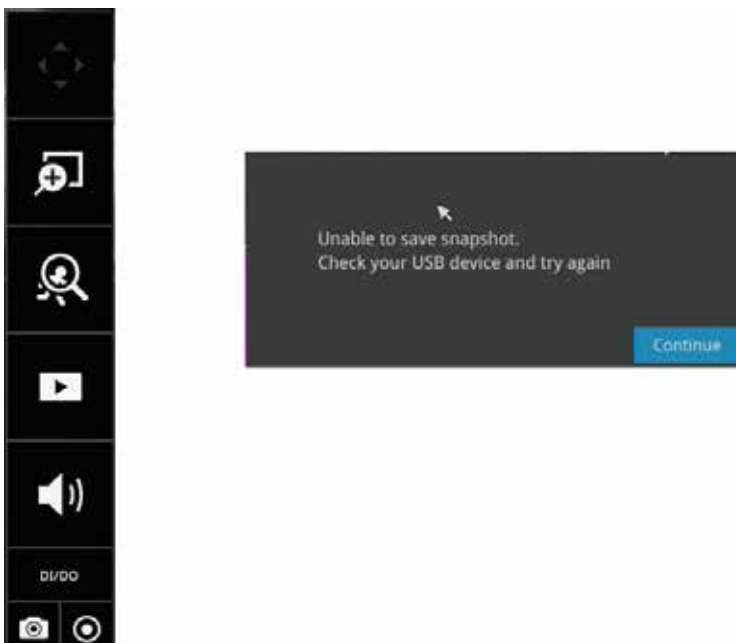 Unable to save snapshot.
Check your USB device and try again
Continue
DI/DO